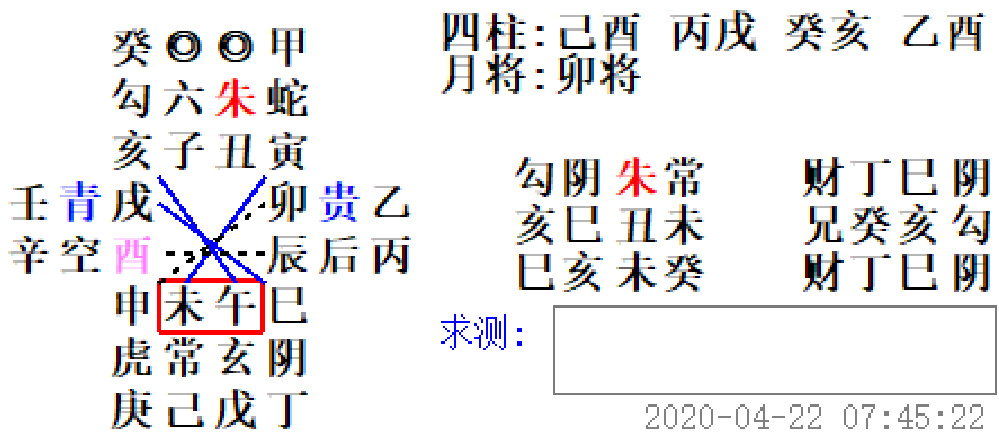 癸◎◎甲
勾六朱蛇
亥子丑寅
壬青戌 卯贵乙
辛空酉 辰后丙
申未午巳
虎常玄阴
庚己戊丁
四柱:己酉 丙戌 癸亥 乙酉
月将:卯将
勾阴朱常 财丁巳阴
亥巳丑未 兄癸亥勾
巳亥未癸 财丁巳阴
求测:
2020-04-22 07:45:22